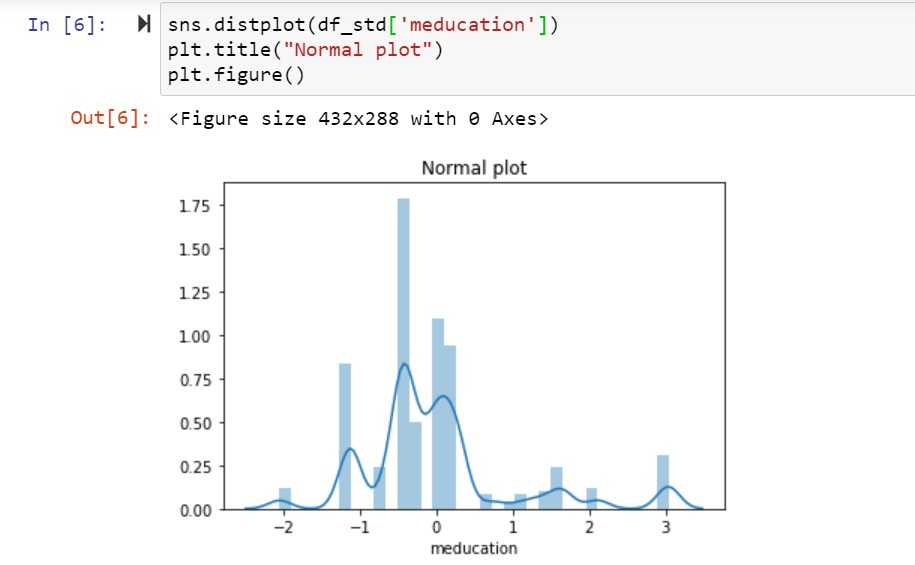 In [6]: sns.distplot(df_std['meducation'])
plt.title("Normal plot")
plt.figure()
Out[6]: <Figure size 432x288 with 0 Axes>
Normal plot
1.75
1.50
1.25
1.00
0.75
0.50
0.25
0.00
−2 −1 0 1 2 3
meducation